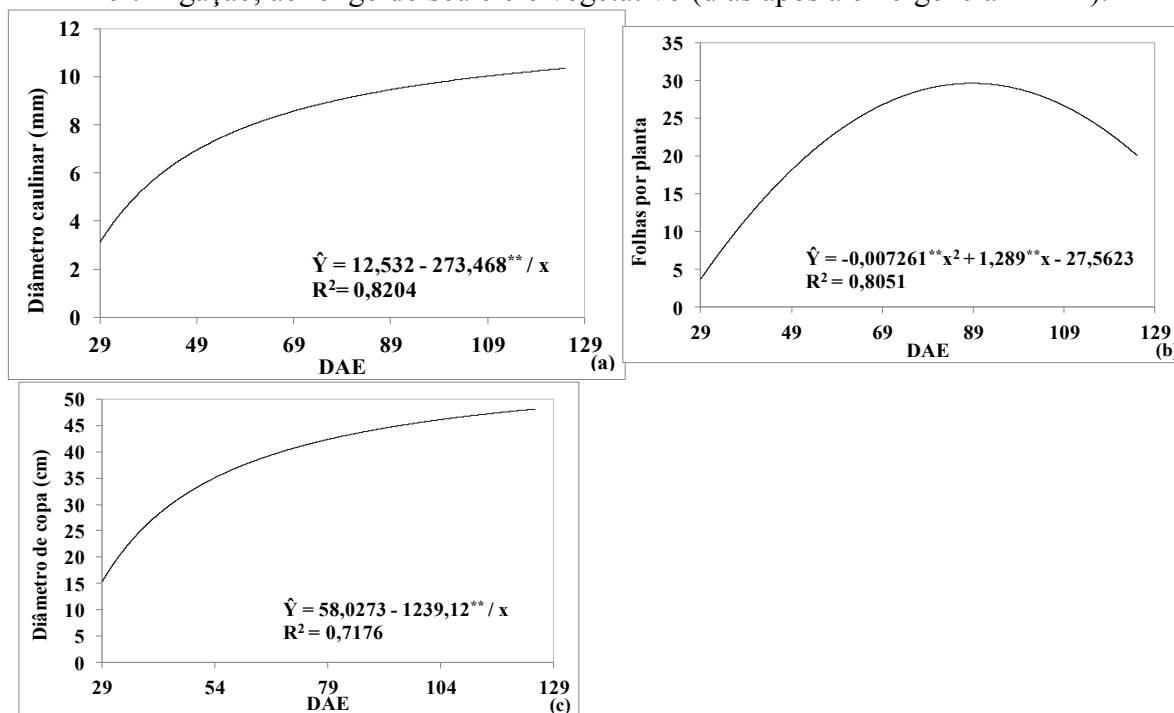 Diâmetro caulinar (mm)
12
10
8
6
4
2
0
Ŷ = 12,532 - 273,468** / x
R²= 0,8204
29 49 69 89 109 129
DAE
(a)
Folhas por planta
35
30
25
20
15
10
5
0
Ŷ = -0,007261**x² + 1,289**x - 27,5623
R² = 0,8051
29 49 69 89 109 129
DAE
(b)
Diâmetro de copa (cm)
50
45
40
35
30
25
20
15
10
5
0
Ŷ = 58,0273 - 1239,12** / x
R² = 0,7176
29 54 79 104 129
DAE
(c)